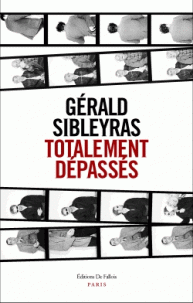 GÉRALD
SIBLEYRAS
TOTALEMENT
DÉPASSÉS
Éditions De Fallois
PARIS